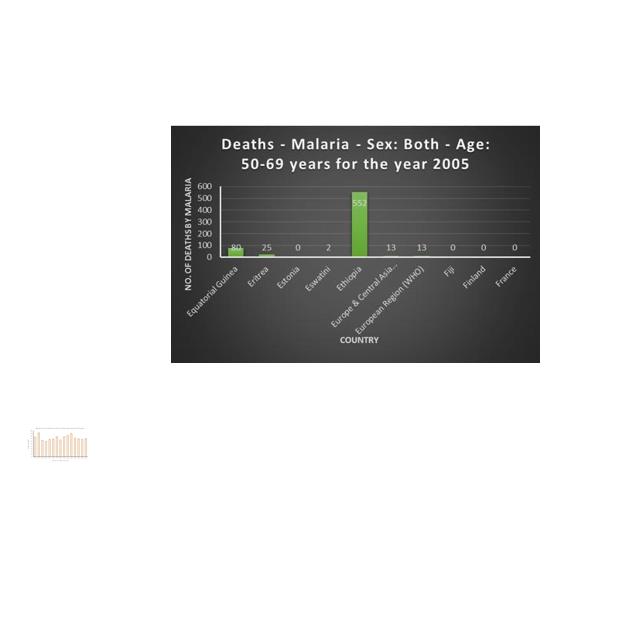 Deaths - Malaria - Sex: Both - Age:
50-69 years for the year 2005
NO. OF DEATHS BY MALARIA
600
500
400
300
200
100
0
80
25
0
2
552
13
13
0
0
0
Equatorial Guinea
Eritrea
Estonia
Eswatini
Ethiopia
Europe & Central Asia...
European Region (WHO)
Fiji
Finland
France
COUNTRY